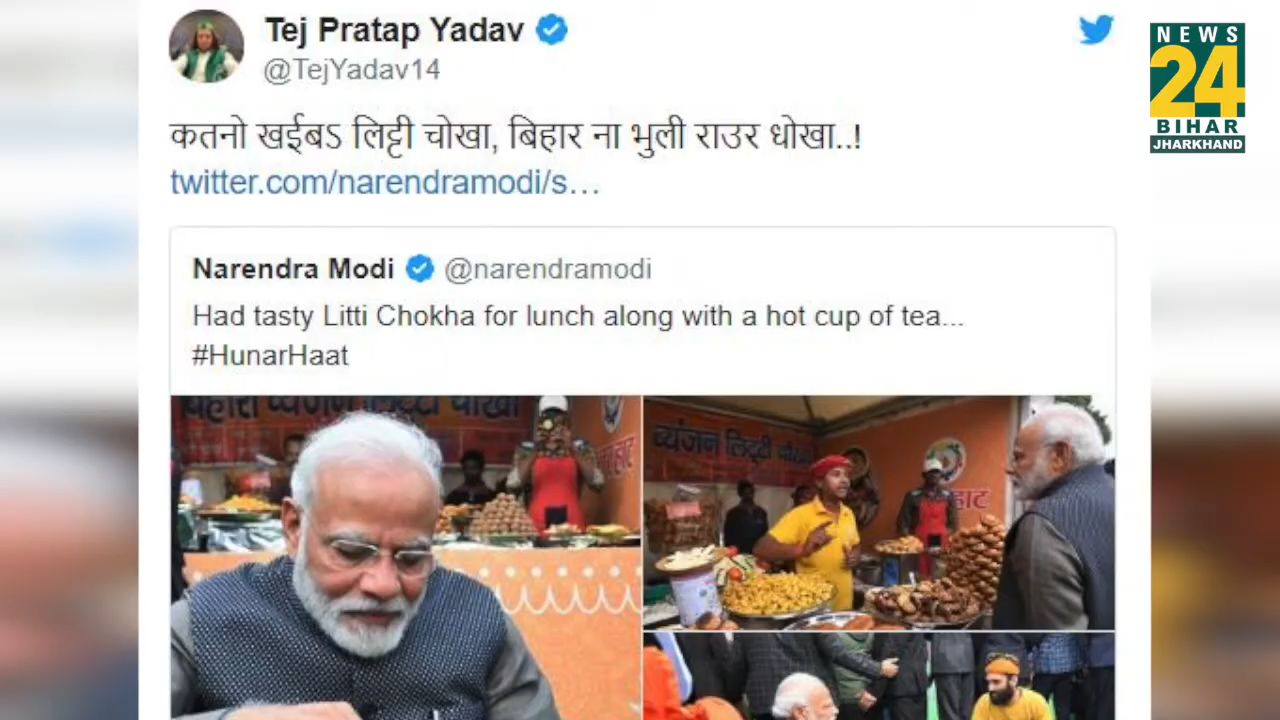 Tej Pratap Yadav
@TejYadav14
कतनो खईबऽ लिट्टी चोखा, बिहार ना भुली राउर धोखा..!
twitter.com/narendramodi/s...
Narendra Modi @narendramodi
Had tasty Litti Chokha for lunch along with a hot cup of tea...
#HunarHaat
बिहारी व्यंजन लिट्टी चोखा
हाट
व्यंजन लिट्टी चोखा
हाट
NEWS
24
BIHAR
JHARKHAND